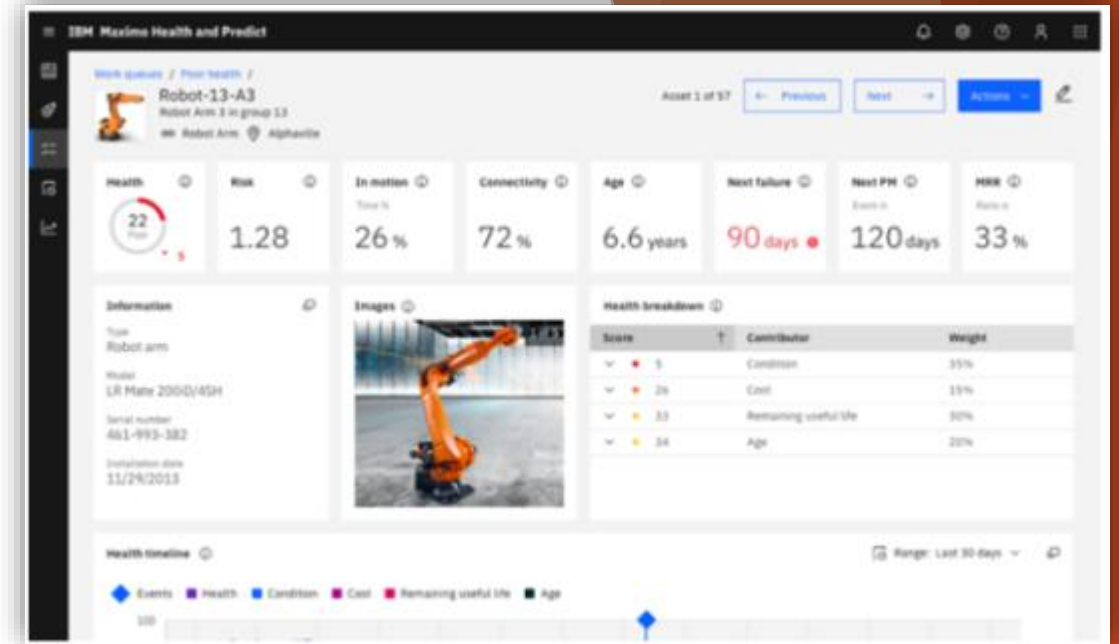 IBM Maximo Health and Predict
Work queues / Poor health /
Robot-13-A3
Robot Arm 3 in group 13
Robot Arm Alphaville
Asset 1 of 57
← Previous
Next →
Actions
Health
22
Poor
5
Risk
1.28
In motion
Time %
26 %
Connectivity
72 %
Age
6.6 years
Next failure
90 days
Next PM
120 days
MRR
33 %
Information
Type
Robot arm
Model
LR Mate 200iD/4SH
Serial number
461-993-382
Installation date
11/29/2013
Images
1 of 5
Health breakdown
Score ↑ Contributor Weight
5 Condition 35%
26 Cost 15%
33 Remaining useful life 30%
34 Age 20%
Health timeline
Range: Last 30 days
Events Health Condition Cost Remaining useful life Age
100